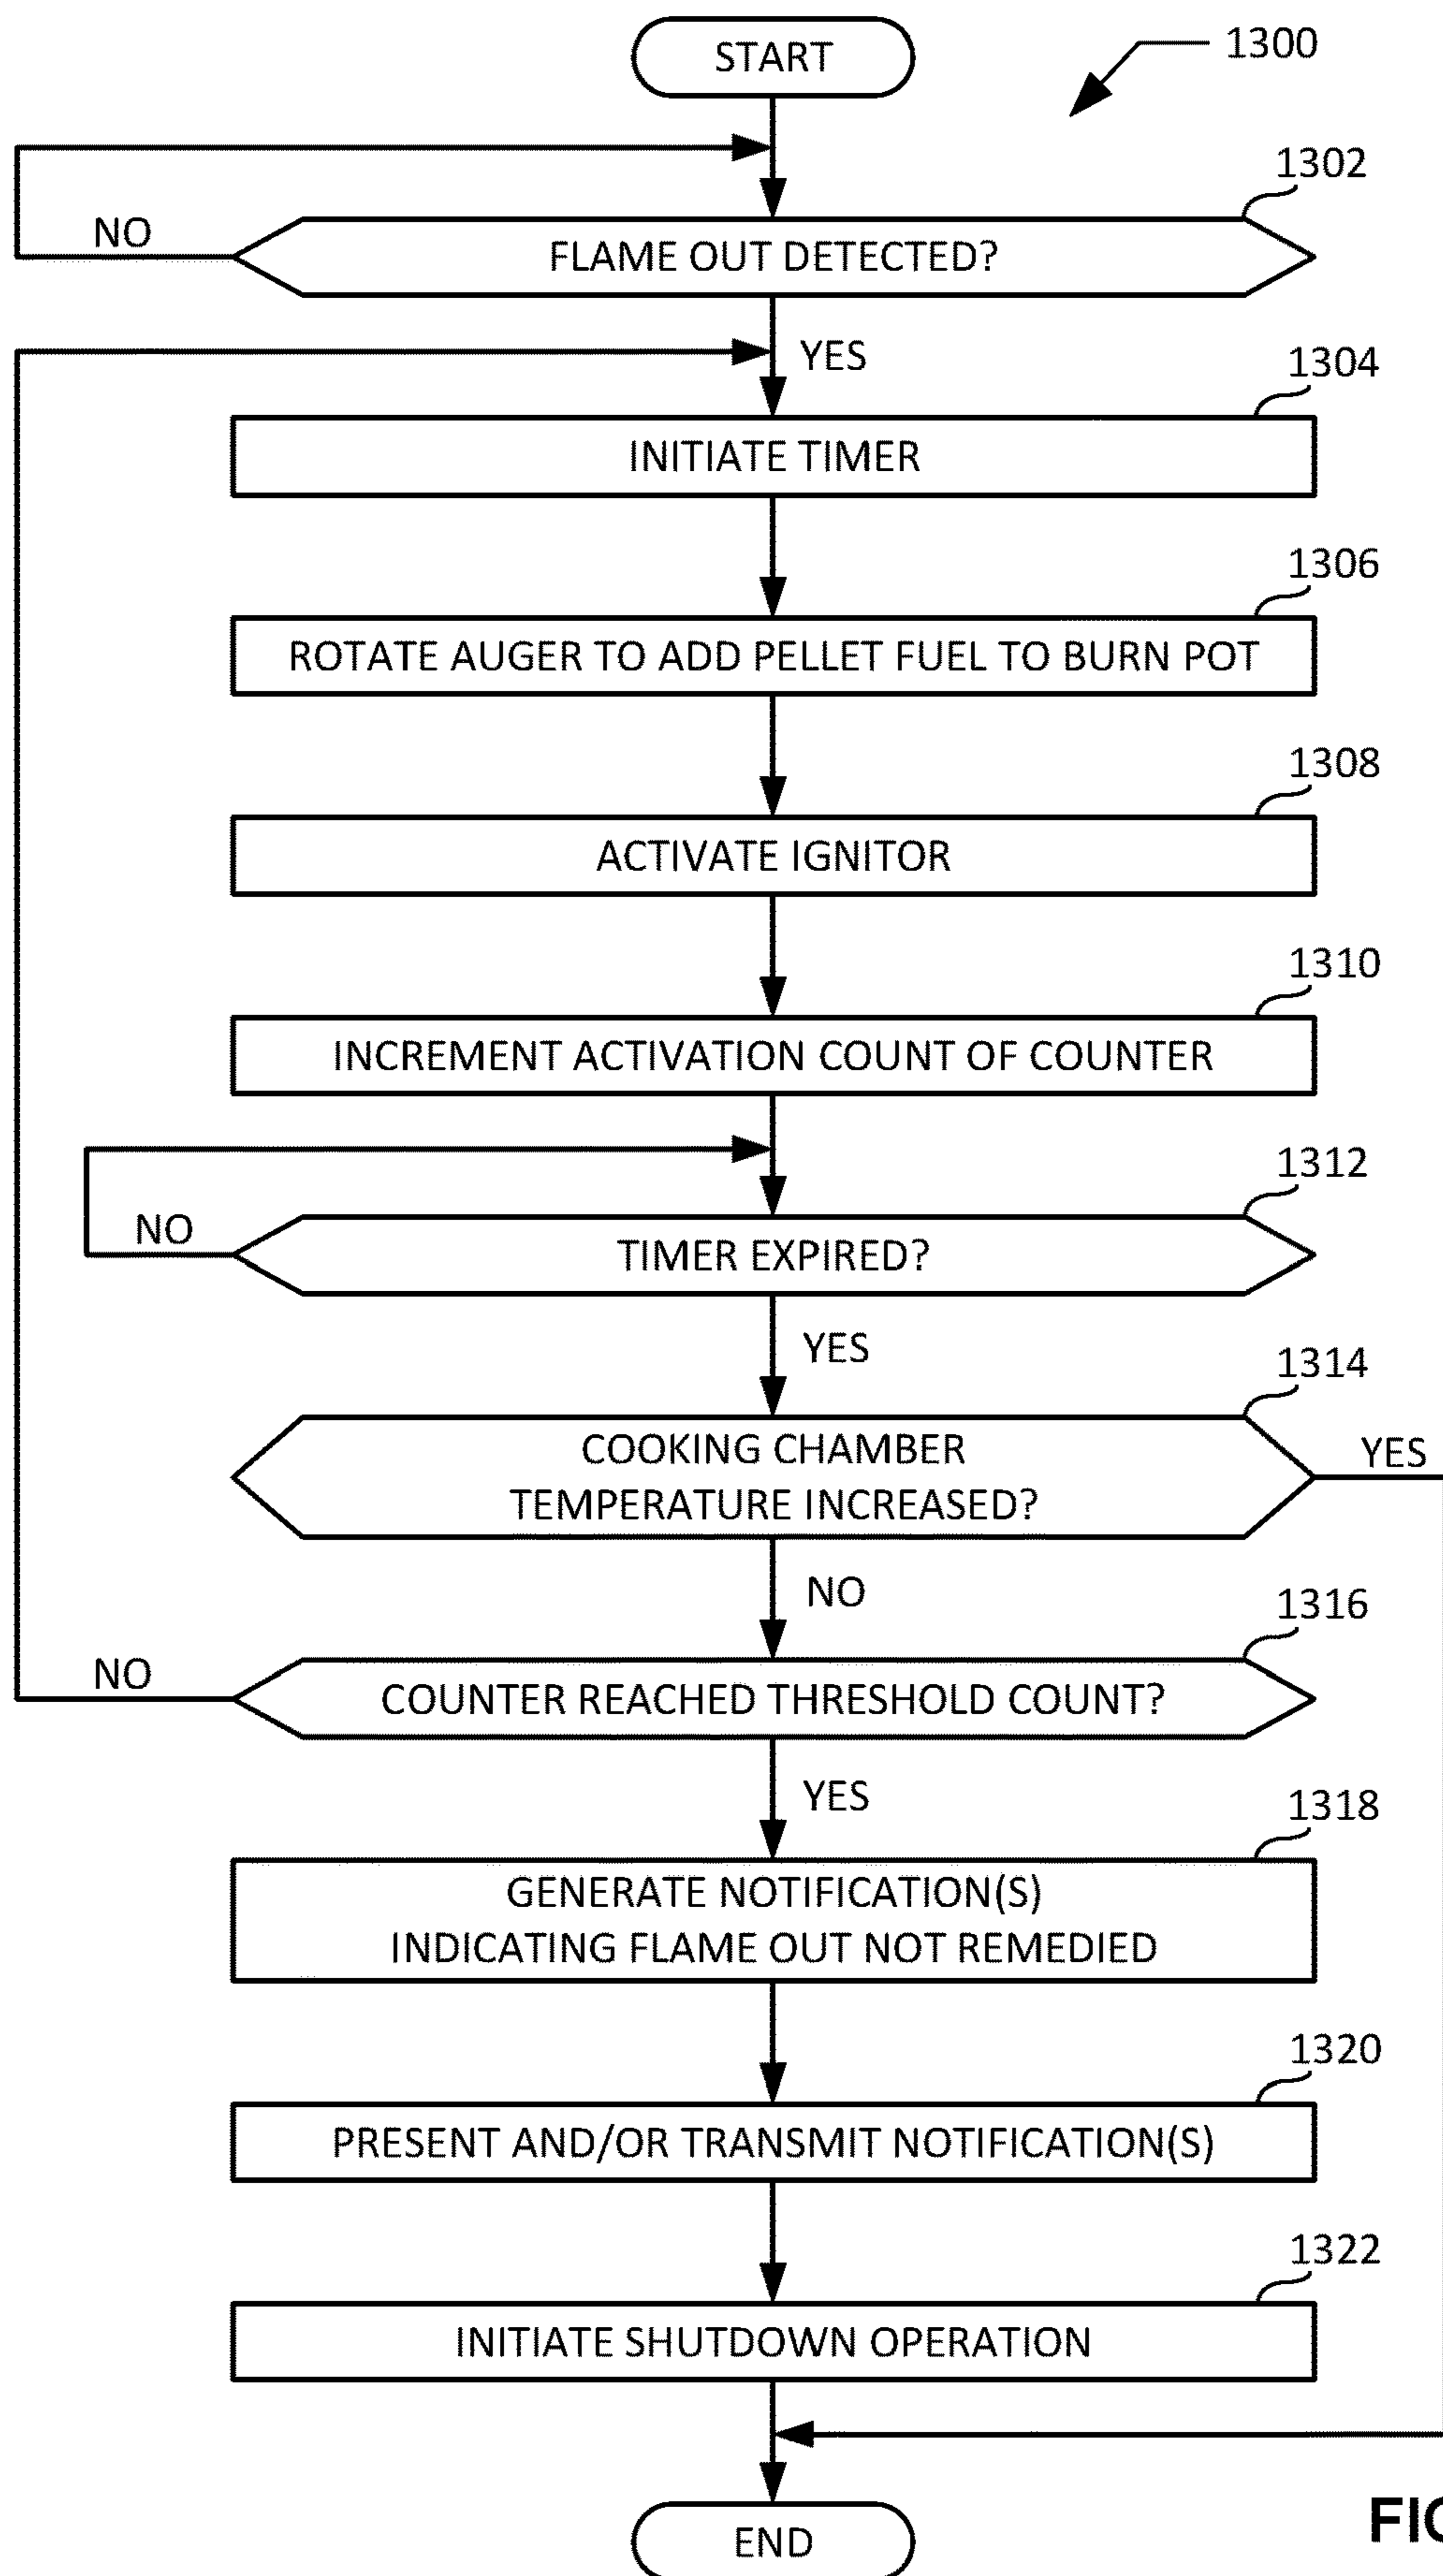 START
1300
1302
NO
FLAME OUT DETECTED?
YES
1304
INITIATE TIMER
1306
ROTATE AUGER TO ADD PELLET FUEL TO BURN POT
1308
ACTIVATE IGNITOR
1310
INCREMENT ACTIVATION COUNT OF COUNTER
1312
NO
TIMER EXPIRED?
YES
1314
COOKING CHAMBER
TEMPERATURE INCREASED?
YES
NO
1316
NO
COUNTER REACHED THRESHOLD COUNT?
YES
1318
GENERATE NOTIFICATION(S)
INDICATING FLAME OUT NOT REMEDIED
1320
PRESENT AND/OR TRANSMIT NOTIFICATION(S)
1322
INITIATE SHUTDOWN OPERATION
END